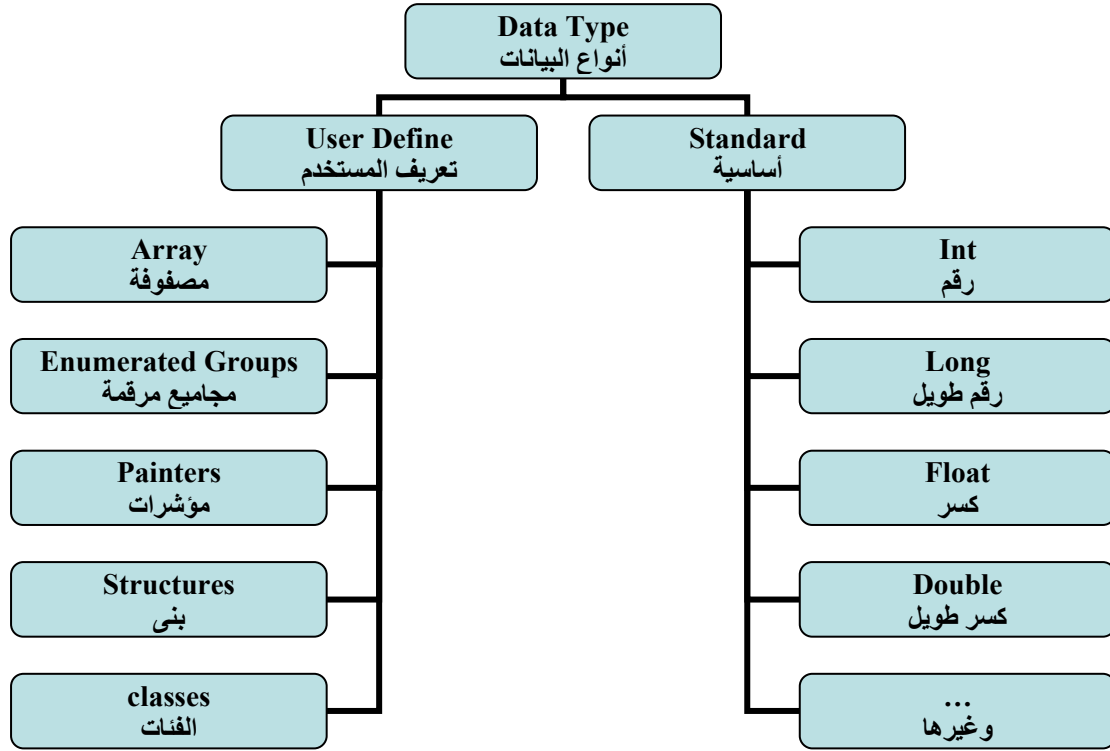 Data Type
أنواع البيانات
User Define
تعريف المستخدم
Standard
أساسية
Array
مصفوفة
Enumerated Groups
مجاميع مرقمة
Painters
مؤشرات
Structures
بنى
classes
الفئات
Int
رقم
Long
رقم طويل
Float
كسر
Double
كسر طويل
…
وغيرها